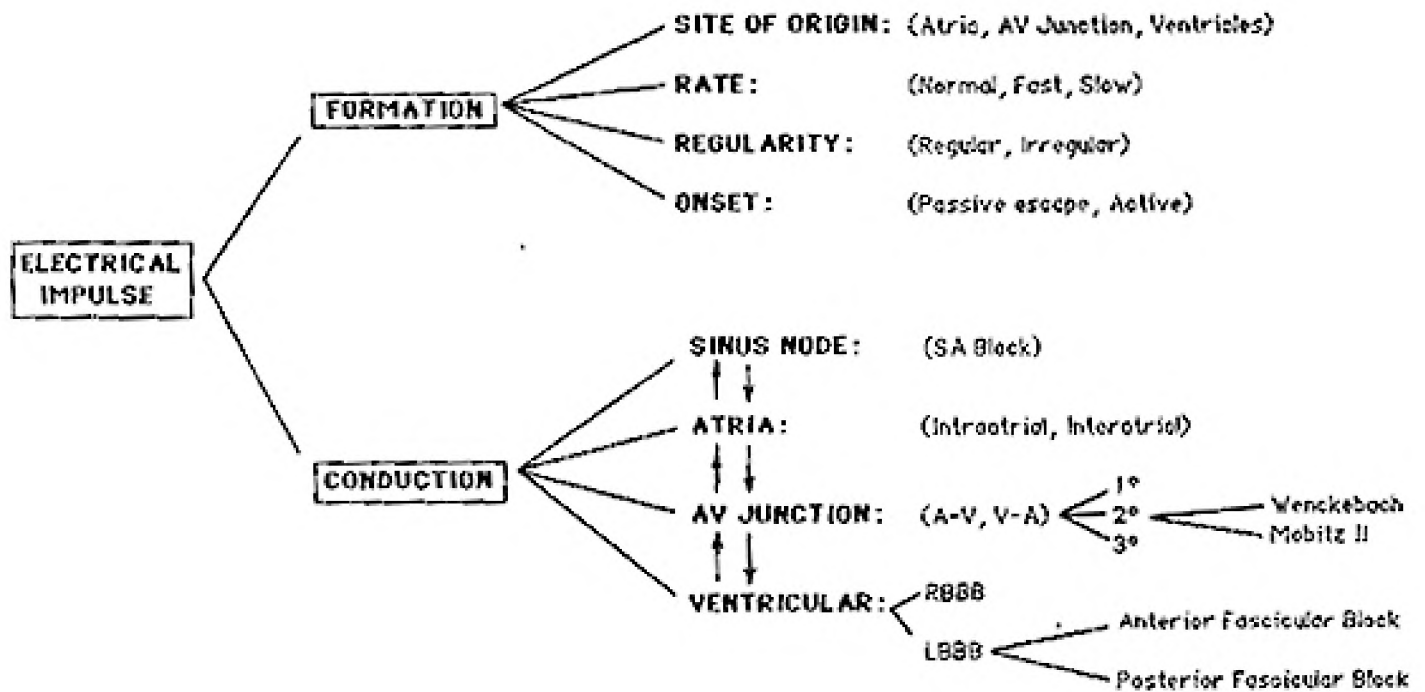 SITE OF ORIGIN: (Atria, AV Junction, Ventricles)
FORMATION
RATE: (Normal, Fast, Slow)
REGULARITY: (Regular, Irregular)
ONSET: (Passive escape, Active)
ELECTRICAL
IMPULSE
SINUS NODE: (SA Block)
ATRIA: (Intraatrial, Interatrial)
CONDUCTION
AV JUNCTION: (A-V, V-A)
1°
2°
3°
Wenckebach
Mobitz II
VENTRICULAR:
RBBB
LBBB
Anterior Fascicular Block
Posterior Fascicular Block